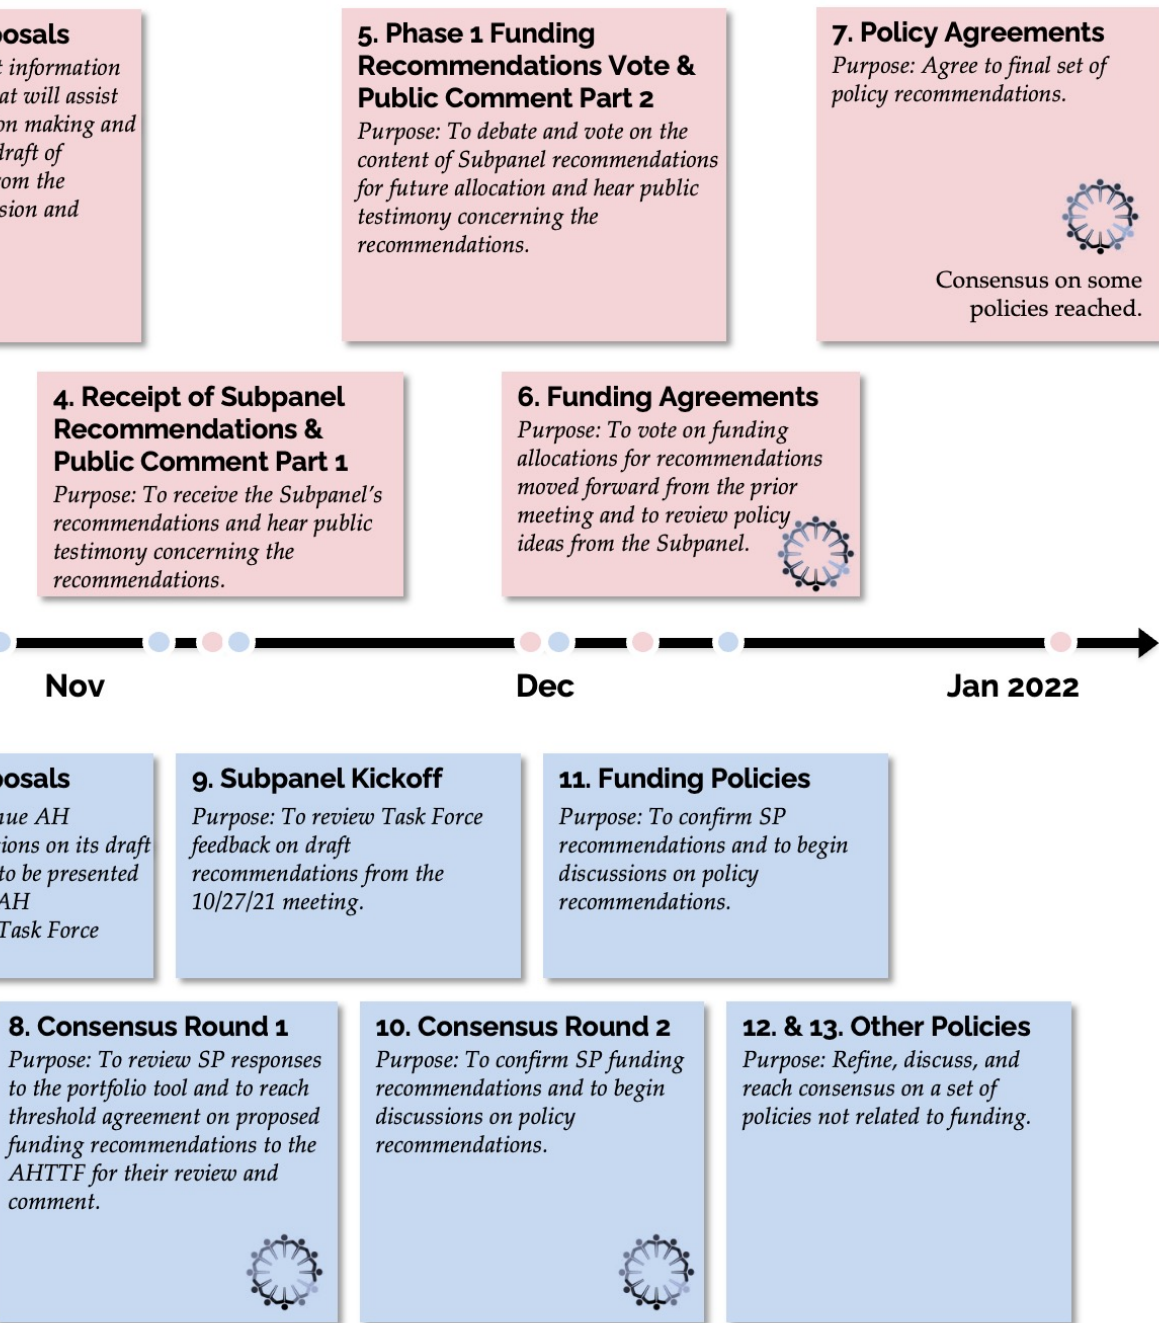 posals
t information
at will assist
on making and
draft of
rom the
sion and
5. Phase 1 Funding
Recommendations Vote &
Public Comment Part 2
Purpose: To debate and vote on the
content of Subpanel recommendations
for future allocation and hear public
testimony concerning the
recommendations.
7. Policy Agreements
Purpose: Agree to final set of
policy recommendations.
Consensus on some
policies reached.
4. Receipt of Subpanel
Recommendations &
Public Comment Part 1
Purpose: To receive the Subpanel's
recommendations and hear public
testimony concerning the
recommendations.
6. Funding Agreements
Purpose: To vote on funding
allocations for recommendations
moved forward from the prior
meeting and to review policy
ideas from the Subpanel.
Nov
Dec
Jan 2022
posals
nue AH
ions on its draft
to be presented
AH
Task Force
9. Subpanel Kickoff
Purpose: To review Task Force
feedback on draft
recommendations from the
10/27/21 meeting.
11. Funding Policies
Purpose: To confirm SP
recommendations and to begin
discussions on policy
recommendations.
8. Consensus Round 1
Purpose: To review SP responses
to the portfolio tool and to reach
threshold agreement on proposed
funding recommendations to the
AHTTF for their review and
comment.
10. Consensus Round 2
Purpose: To confirm SP funding
recommendations and to begin
discussions on policy
recommendations.
12. & 13. Other Policies
Purpose: Refine, discuss, and
reach consensus on a set of
policies not related to funding.